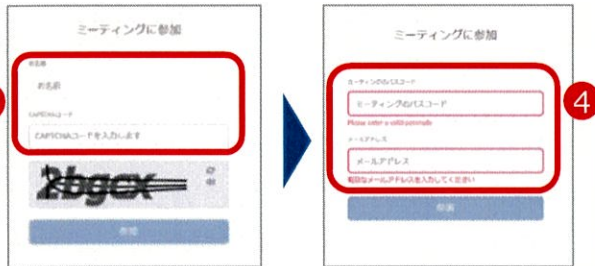 ミーティングに参加
お名前
お名前
CAPTCHAコード
CAPTCHAコードを入力します
参加
ミーティングに参加
ミーティングのパスコード
ミーティングのパスコード
Please enter a valid passcode
メールアドレス
メールアドレス
有効なメールアドレスを入力してください
参加
4